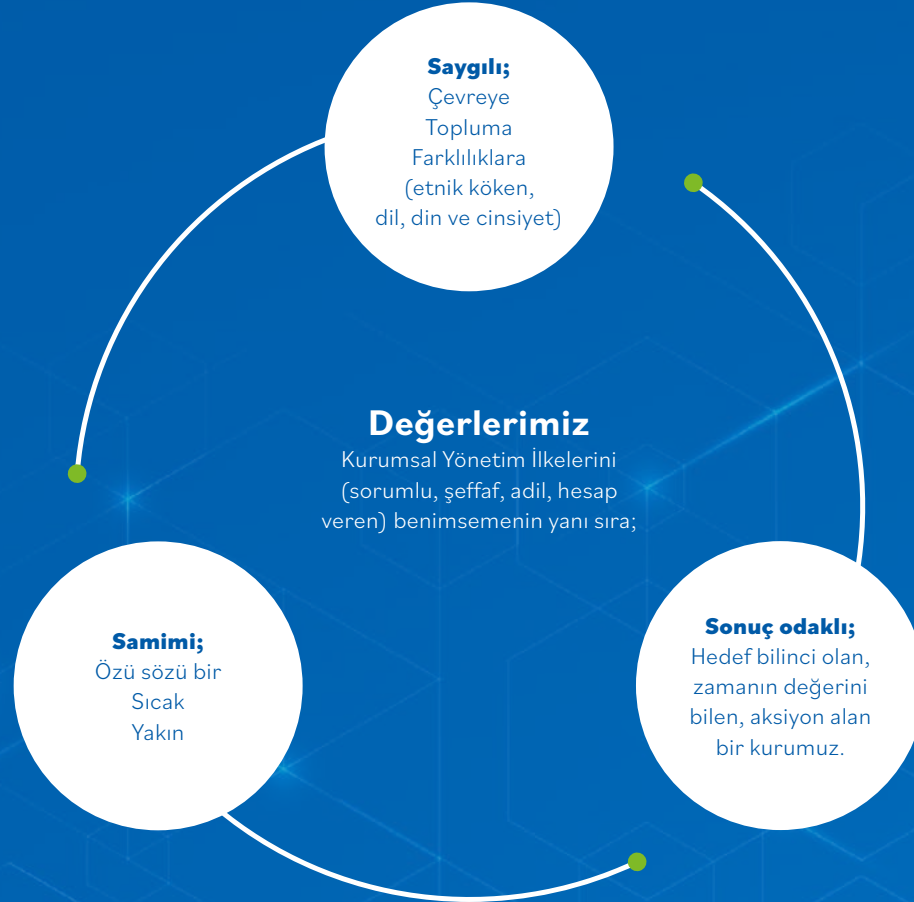 Saygılı;
Çevreye
Topluma
Farklılıklara
(etnik köken,
dil, din ve cinsiyet)
Değerlerimiz
Kurumsal Yönetim İlkelerini
(sorumlu, şeffaf, adil, hesap
veren) benimsemenin yanı sıra;
Samimi;
Özü sözü bir
Sıcak
Yakın
Sonuç odaklı;
Hedef bilinci olan,
zamanın değerini
bilen, aksiyon alan
bir kurumuz.